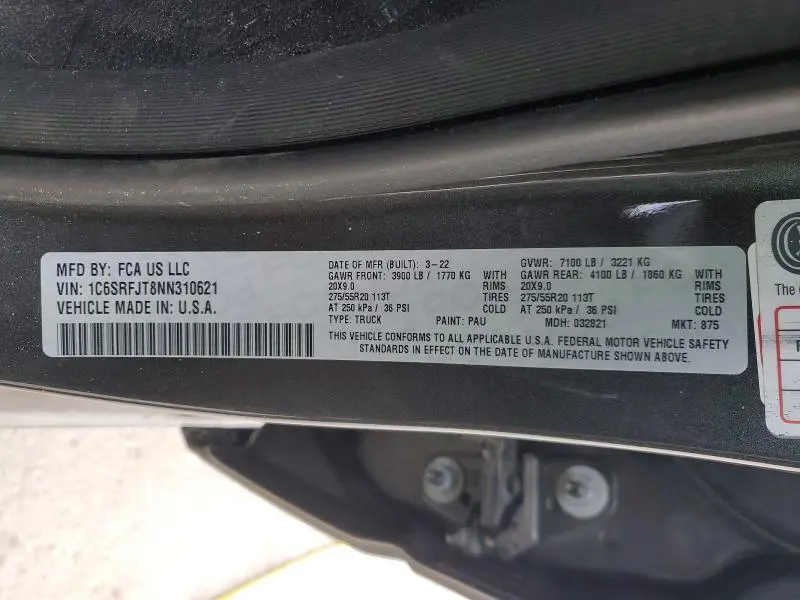 MFD BY: FCA US LLC
VIN: 1C6SRFJT8NN310621
VEHICLE MADE IN: U.S.A.
DATE OF MFR (BUILT): 3-22
GAWR FRONT: 3900 LB / 1770 KG WITH
20X9.0 RIMS
275/55R20 113T TIRES
AT 250 kPa / 36 PSI COLD
TYPE: TRUCK PAINT: PAU MDH: 032821 MKT: 875
GVWR: 7100 LB / 3221 KG
GAWR REAR: 4100 LB / 1860 KG WITH
20X9.0 RIMS
275/55R20 113T TIRES
AT 250 kPa / 36 PSI COLD
THIS VEHICLE CONFORMS TO ALL APPLICABLE U.S.A. FEDERAL MOTOR VEHICLE SAFETY
STANDARDS IN EFFECT ON THE DATE OF MANUFACTURE SHOWN ABOVE.
The